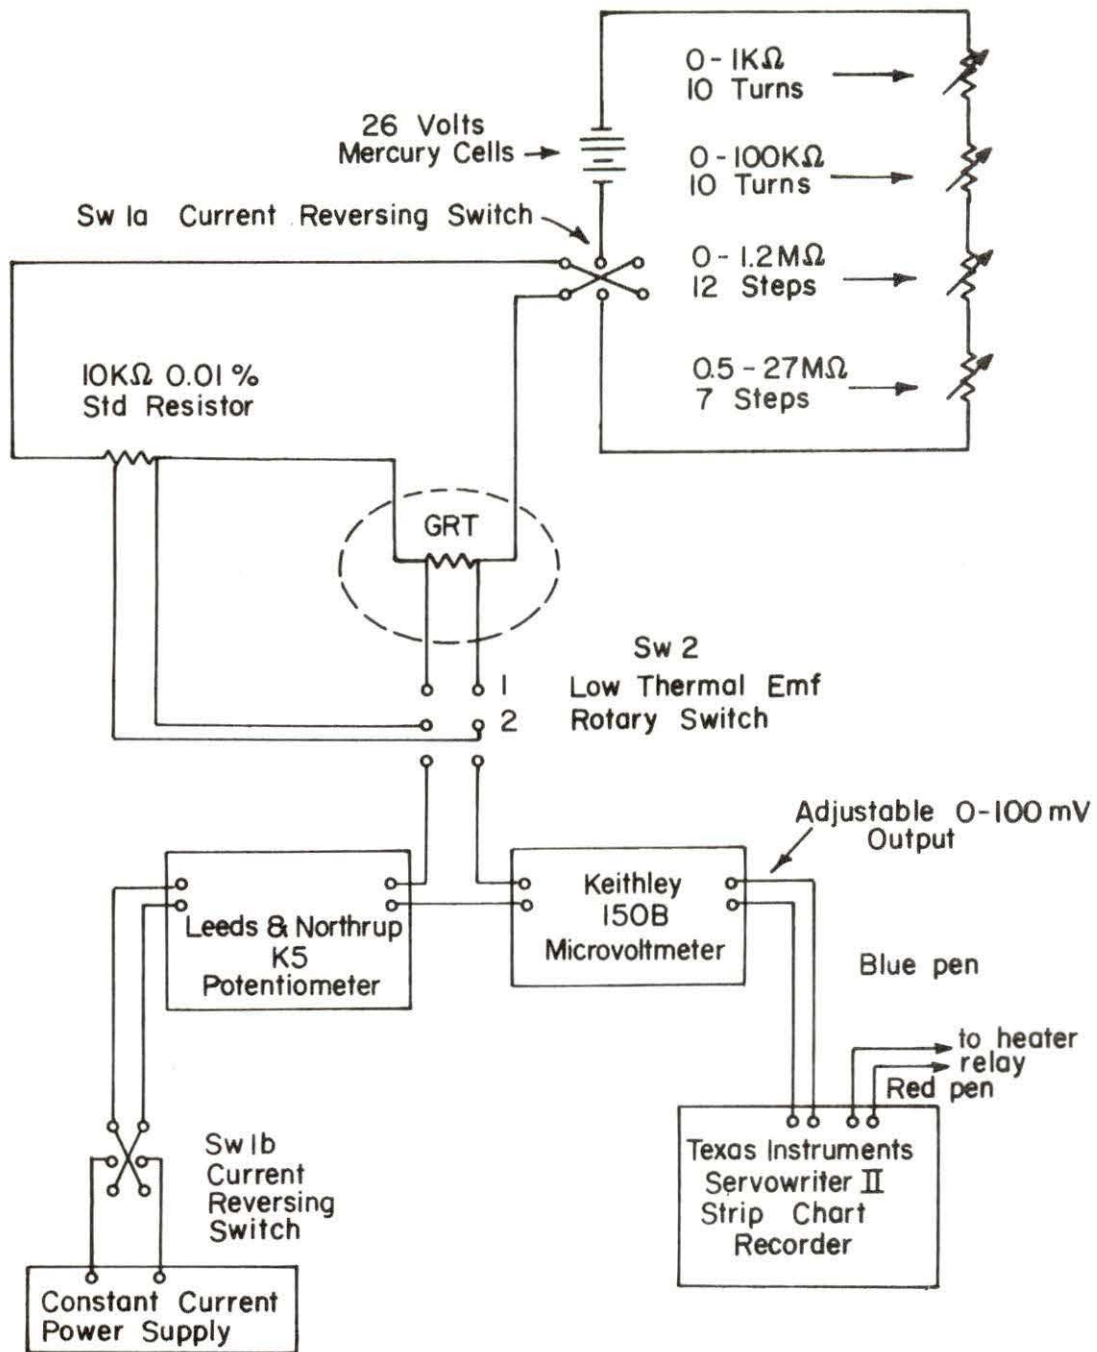 0-1KΩ
10 Turns
26 Volts
Mercury Cells
0-100KΩ
10 Turns
Sw 1a Current Reversing Switch
0-1.2MΩ
12 Steps
10KΩ 0.01%
Std Resistor
0.5-27MΩ
7 Steps
GRT
Sw 2
1 Low Thermal Emf
2 Rotary Switch
Adjustable 0-100mV
Output
Leeds & Northrup
K5
Potentiometer
Keithley
150B
Microvoltmeter
Blue pen
to heater
relay
Red pen
Sw 1b
Current
Reversing
Switch
Texas Instruments
Servowriter II
Strip Chart
Recorder
Constant Current
Power Supply